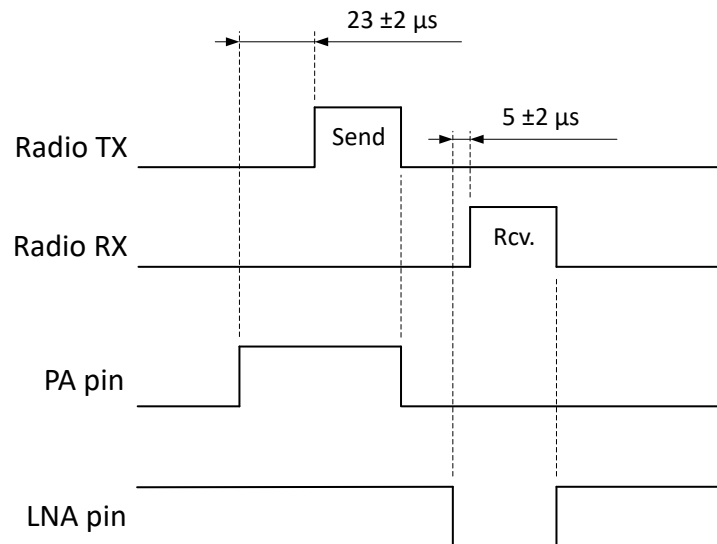 23 ±2 µs
5 ±2 µs
Radio TX
Send
Radio RX
Rcv.
PA pin
LNA pin